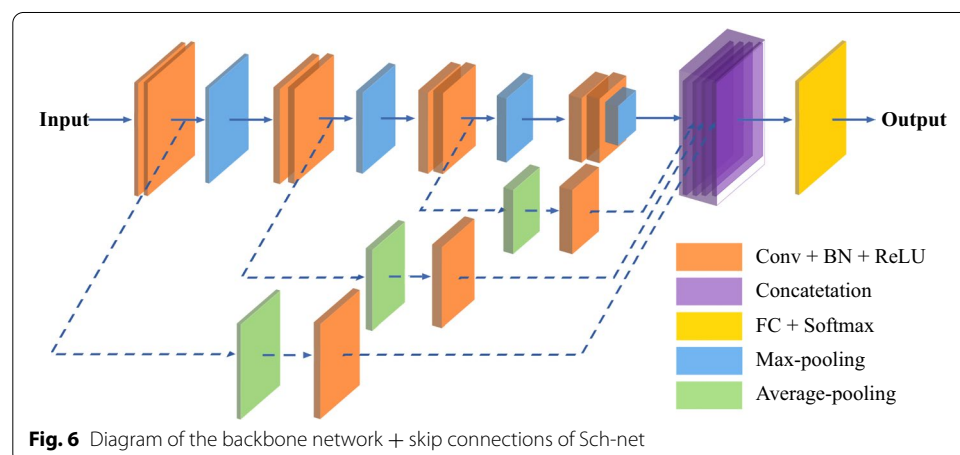 Input
Output
Conv + BN + ReLU
Concatetation
FC + Softmax
Max-pooling
Average-pooling
Fig. 6 Diagram of the backbone network + skip connections of Sch-net